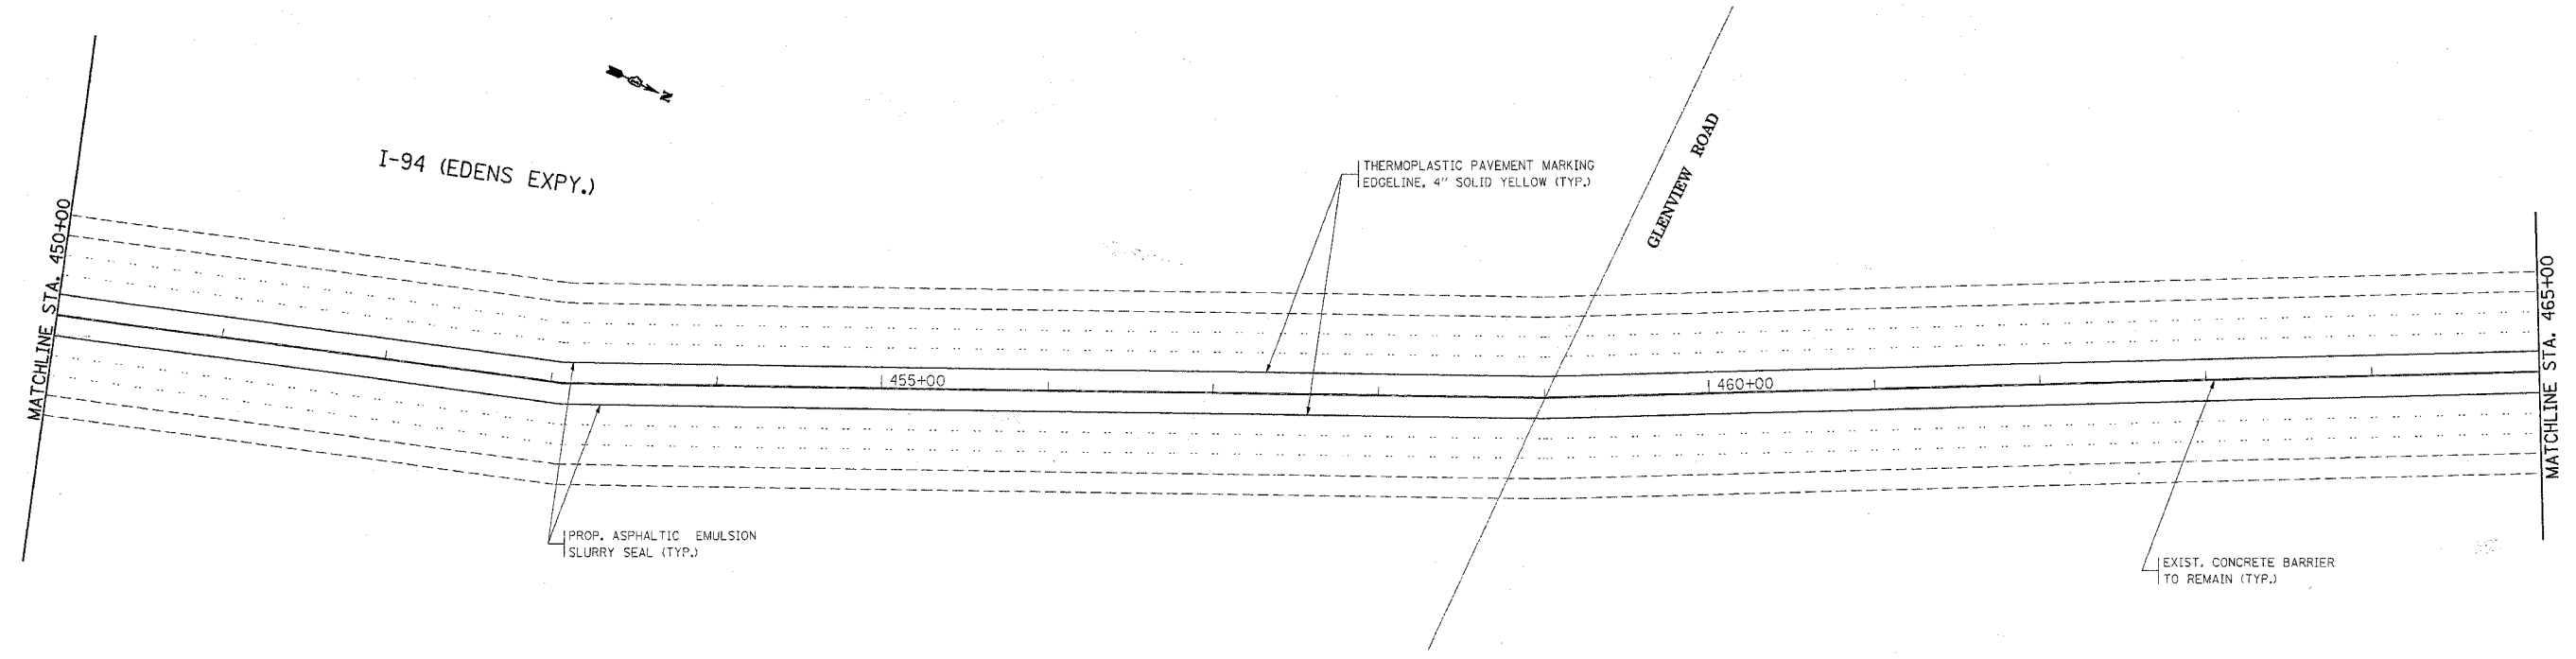 N
I-94 (EDENS EXPY.)
MATCHLINE STA. 450+00
THERMOPLASTIC PAVEMENT MARKING
EDGELINE, 4" SOLID YELLOW (TYP.)
GLENVIEW ROAD
455+00
460+00
MATCHLINE STA. 465+00
PROP. ASPHALTIC EMULSION
SLURRY SEAL (TYP.)
EXIST. CONCRETE BARRIER
TO REMAIN (TYP.)